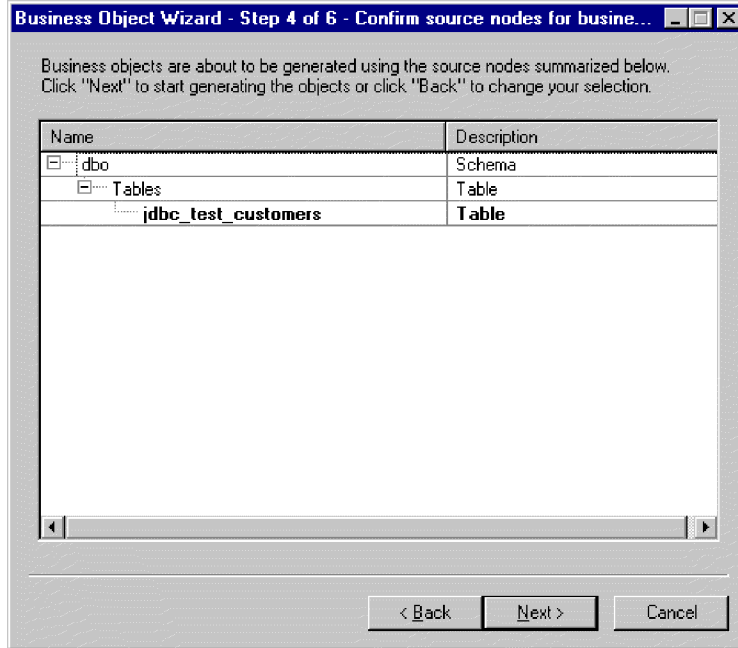 Business Object Wizard - Step 4 of 6 - Confirm source nodes for busine...
Business objects are about to be generated using the source nodes summarized below.
Click "Next" to start generating the objects or click "Back" to change your selection.
Name Description
dbo Schema
Tables Table
jdbc_test_customers Table
< Back Next > Cancel